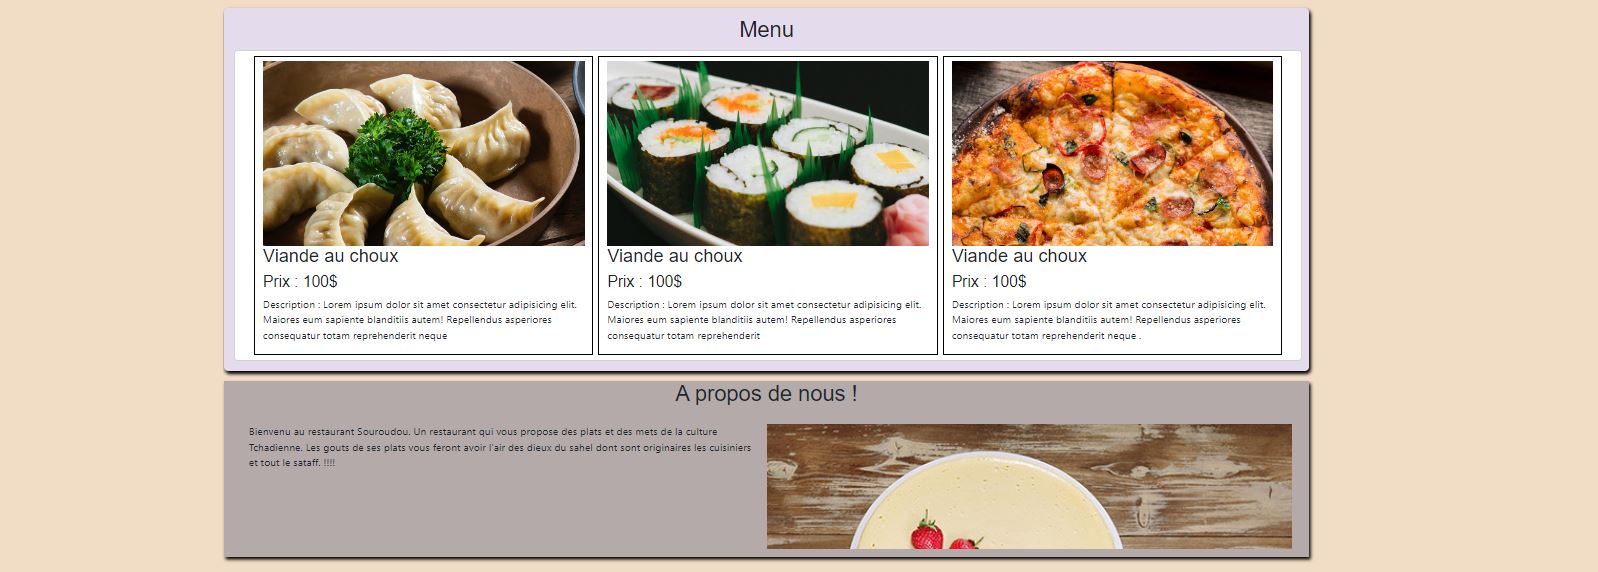 Menu
Viande au choux
Prix : 100$
Description : Lorem ipsum dolor sit amet consectetur adipisicing elit.
Maiores eum sapiente blanditiis autem! Repellendus asperiores
consequatur totam reprehenderit neque
Viande au choux
Prix : 100$
Description : Lorem ipsum dolor sit amet consectetur adipisicing elit.
Maiores eum sapiente blanditiis autem! Repellendus asperiores
consequatur totam reprehenderit
Viande au choux
Prix : 100$
Description : Lorem ipsum dolor sit amet consectetur adipisicing elit.
Maiores eum sapiente blanditiis autem! Repellendus asperiores
consequatur totam reprehenderit neque .
A propos de nous !
Bienvenu au restaurant Souroudou. Un restaurant qui vous propose des plats et des mets de la culture
Tchadienne. Les gouts de ses plats vous feront avoir l'air des dieux du sahel dont sont originaires les cuisiniers
et tout le sataff. !!!!